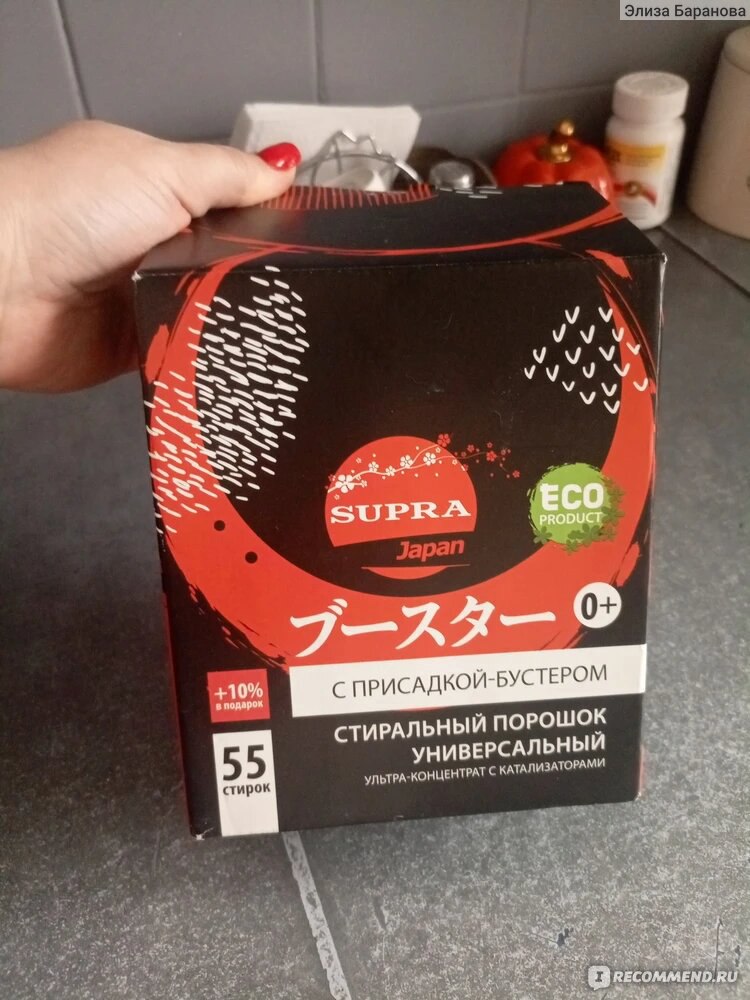 Элиза Баранова
SUPRA
Japan
ECO
PRODUCT
ブースター
0+
С ПРИСАДКОЙ-БУСТЕРОМ
+10%
в подарок
СТИРАЛЬНЫЙ ПОРОШОК
УНИВЕРСАЛЬНЫЙ
УЛЬТРА-КОНЦЕНТРАТ С КАТАЛИЗАТОРАМИ
55
стирок
IRECOMMEND.RU